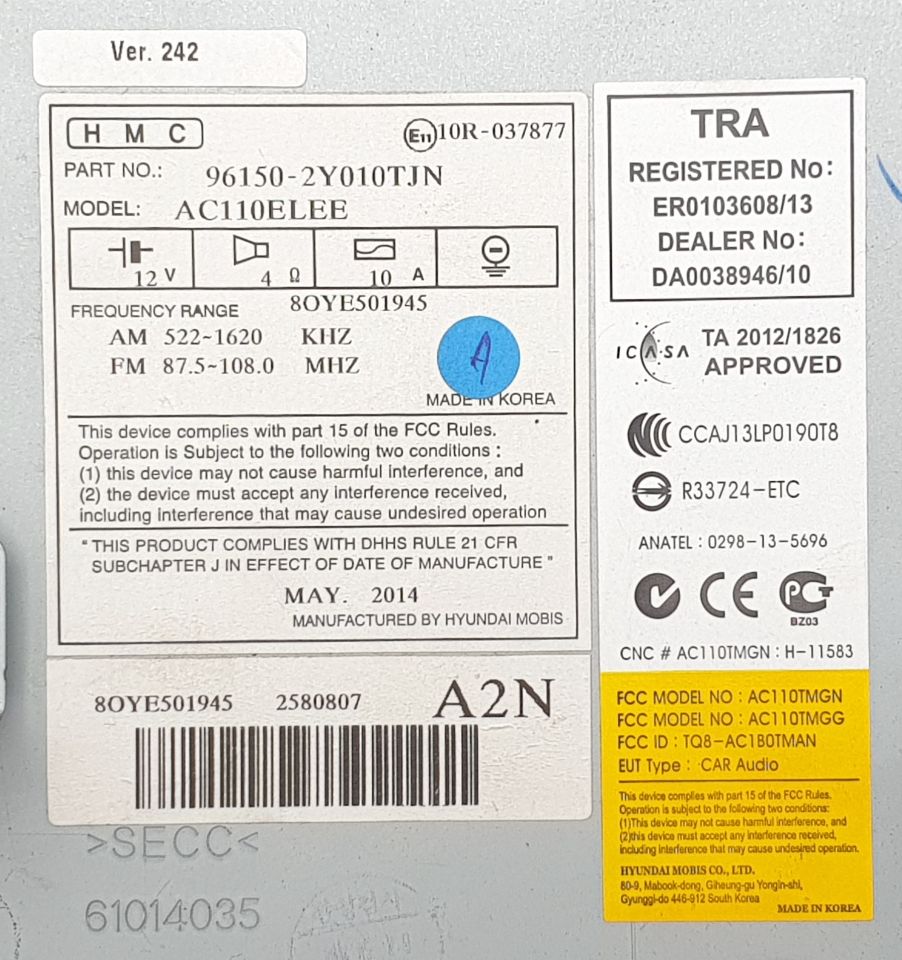 Ver. 242
H M C
E11 10R-037877
PART NO.: 96150-2Y010TJN
MODEL: AC110ELEE
12 V 4 Ω 10 A
FREQUENCY RANGE 8OYE501945
AM 522~1620 KHZ
FM 87.5~108.0 MHZ
A
MADE IN KOREA
This device complies with part 15 of the FCC Rules.
Operation is Subject to the following two conditions :
(1) this device may not cause harmful interference, and
(2) the device must accept any interference received,
including interference that may cause undesired operation
"THIS PRODUCT COMPLIES WITH DHHS RULE 21 CFR
SUBCHAPTER J IN EFFECT OF DATE OF MANUFACTURE"
MAY. 2014
MANUFACTURED BY HYUNDAI MOBIS
8OYE501945 2580807 A2N
>SECC<
61014035
TRA
REGISTERED No:
ER0103608/13
DEALER No:
DA0038946/10
ICASA
TA 2012/1826
APPROVED
CCAJ13LP0190T8
R33724-ETC
ANATEL : 0298-13-5696
CE
BZ03
CNC # AC110TMGN : H-11583
FCC MODEL NO : AC110TMGN
FCC MODEL NO : AC110TMGG
FCC ID : TQ8-AC1B0TMAN
EUT Type : CAR Audio
This device complies with part 15 of the FCC Rules.
Operation is subject to the following two conditions:
(1)This device may not cause harmful interference, and
(2)this device must accept any interference received,
including interference that may cause undesired operation.
HYUNDAI MOBIS CO., LTD.
80-9, Mabook-dong, Giheung-gu Yongin-shi,
Gyunggi-do 446-912 South Korea
MADE IN KOREA